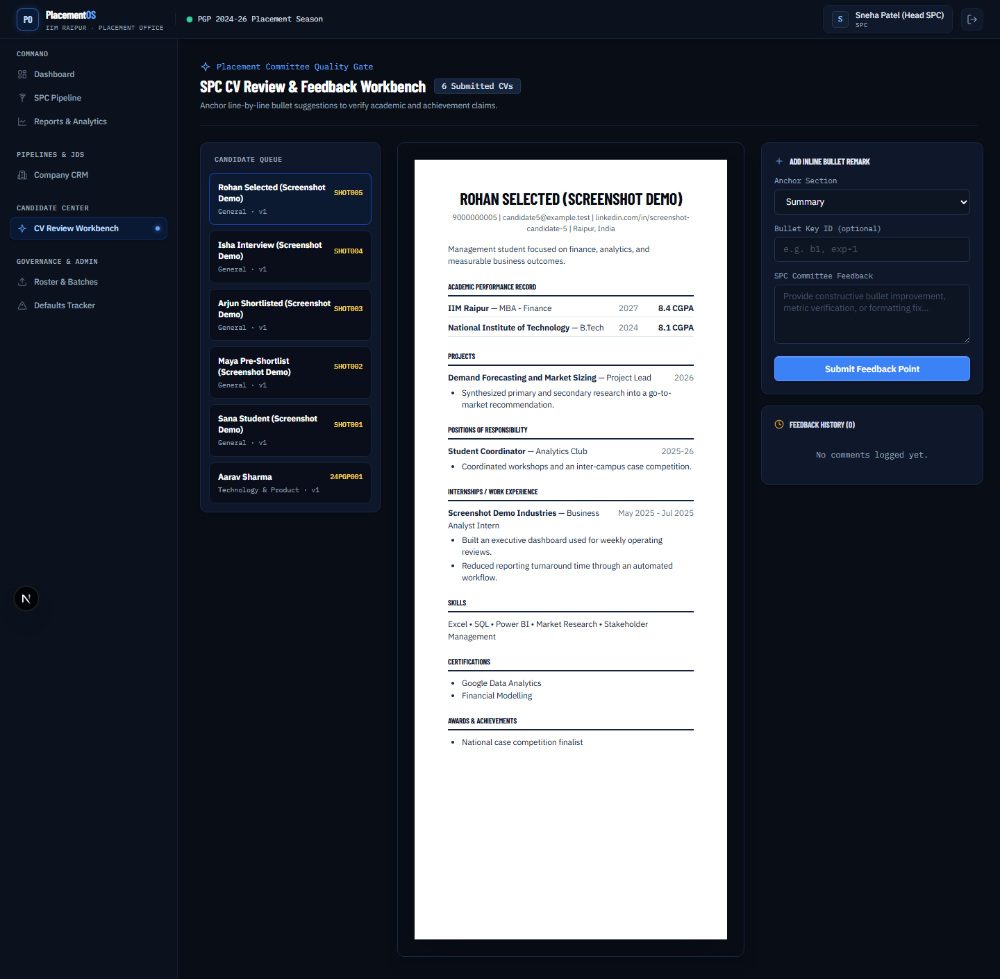 PO
PlacementOS
IIM RAIPUR · PLACEMENT OFFICE
PGP 2024-26 Placement Season
S
Sneha Patel (Head SPC)
SPC
COMMAND
Dashboard
SPC Pipeline
Reports & Analytics
PIPELINES & JDS
Company CRM
CANDIDATE CENTER
CV Review Workbench
GOVERNANCE & ADMIN
Roster & Batches
Defaults Tracker
N
Placement Committee Quality Gate
SPC CV Review & Feedback Workbench
6 Submitted CVs
Anchor line-by-line bullet suggestions to verify academic and achievement claims.
CANDIDATE QUEUE
Rohan Selected (Screenshot
Demo)
SHOT005
General · v1
Isha Interview (Screenshot
Demo)
SHOT004
General · v1
Arjun Shortlisted (Screenshot
Demo)
SHOT003
General · v1
Maya Pre-Shortlist
(Screenshot Demo)
SHOT002
General · v1
Sana Student (Screenshot
Demo)
SHOT001
General · v1
Aarav Sharma
24PGP001
Technology & Product · v1
ROHAN SELECTED (SCREENSHOT DEMO)
9000000005 | candidate5@example.test | linkedin.com/in/screenshot-
candidate-5 | Raipur, India
Management student focused on finance, analytics, and
measurable business outcomes.
ACADEMIC PERFORMANCE RECORD
IIM Raipur — MBA - Finance 2027 8.4 CGPA
National Institute of Technology — B.Tech 2024 8.1 CGPA
PROJECTS
Demand Forecasting and Market Sizing — Project Lead 2026
• Synthesized primary and secondary research into a go-to-
market recommendation.
POSITIONS OF RESPONSIBILITY
Student Coordinator — Analytics Club 2025-26
• Coordinated workshops and an inter-campus case competition.
INTERNSHIPS / WORK EXPERIENCE
Screenshot Demo Industries — Business May 2025 - Jul 2025
Analyst Intern
• Built an executive dashboard used for weekly operating
reviews.
• Reduced reporting turnaround time through an automated
workflow.
SKILLS
Excel • SQL • Power BI • Market Research • Stakeholder
Management
CERTIFICATIONS
• Google Data Analytics
• Financial Modelling
AWARDS & ACHIEVEMENTS
• National case competition finalist
ADD INLINE BULLET REMARK
Anchor Section
Summary
Bullet Key ID (optional)
e.g. b1, exp-1
SPC Committee Feedback
Provide constructive bullet improvement,
metric verification, or formatting fix...
Submit Feedback Point
FEEDBACK HISTORY (0)
No comments logged yet.